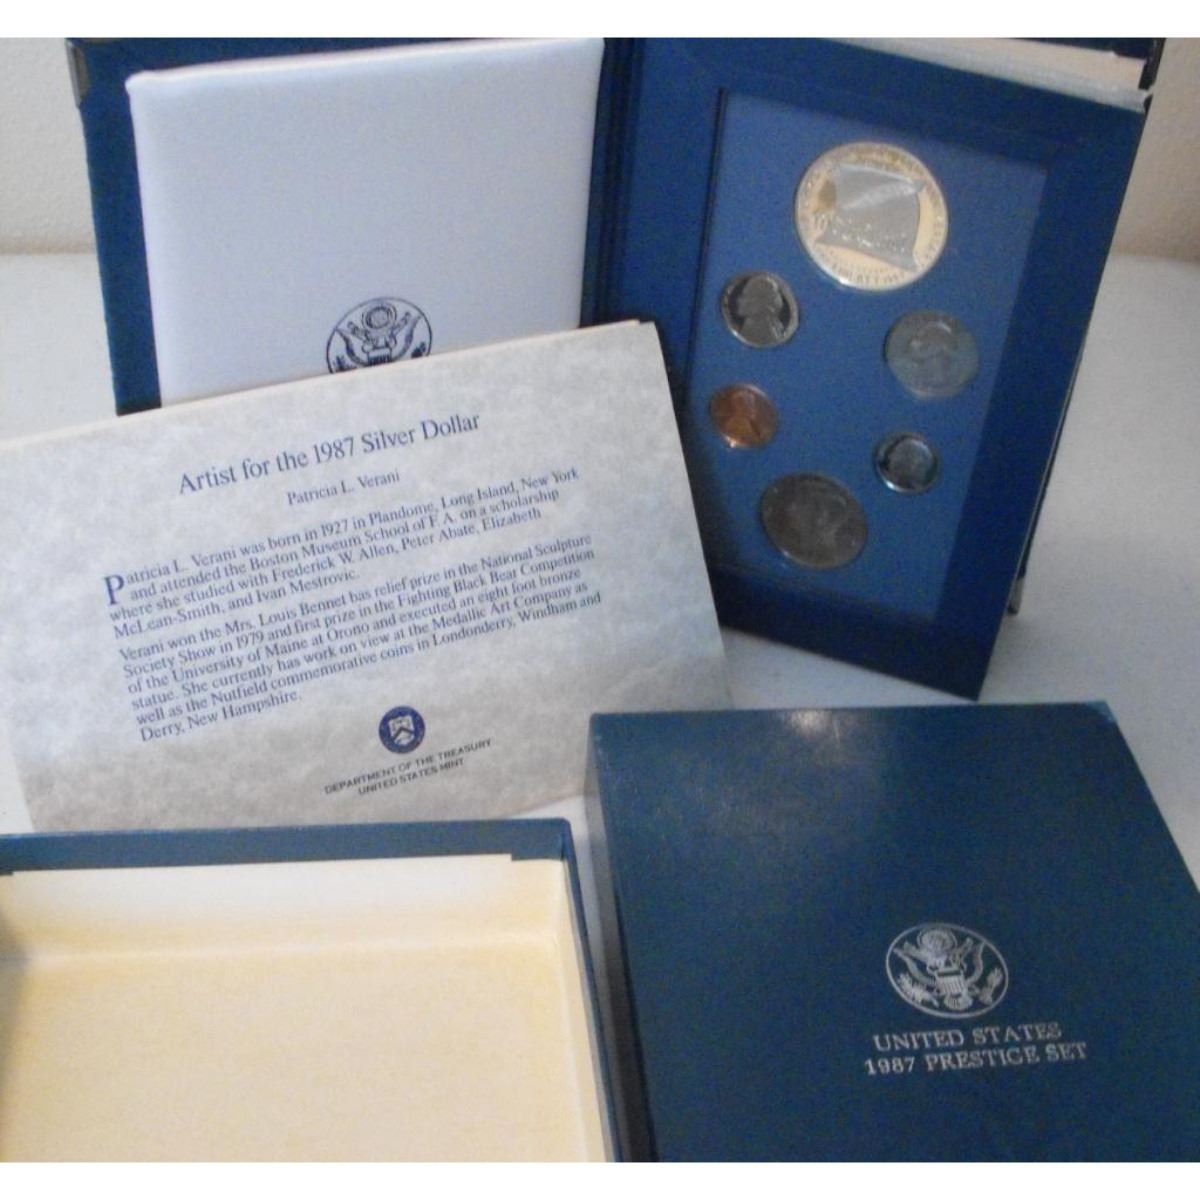 Artist for the 1987 Silver Dollar
Patricia L. Verani
Patricia L. Verani was born in 1927 in Plandome, Long Island, New York
and attended the Boston Museum School of F. A. on a scholarship
where she studied with Frederick W. Allen, Peter Abate, Elizabeth
McLean-Smith, and Ivan Mestrovic.
Verani won the Mrs. Louis Bennet bas relief prize in the National Sculpture
Society Show in 1979 and first prize in the Fighting Black Bear Competition
of the University of Maine at Orono and executed an eight foot bronze
statue. She currently has work on view at the Medallic Art Company as
well as the Nutfield commemorative coins in Londonderry, Windham and
Derry, New Hampshire.
DEPARTMENT OF THE TREASURY
UNITED STATES MINT
UNITED STATES
1987 PRESTIGE SET